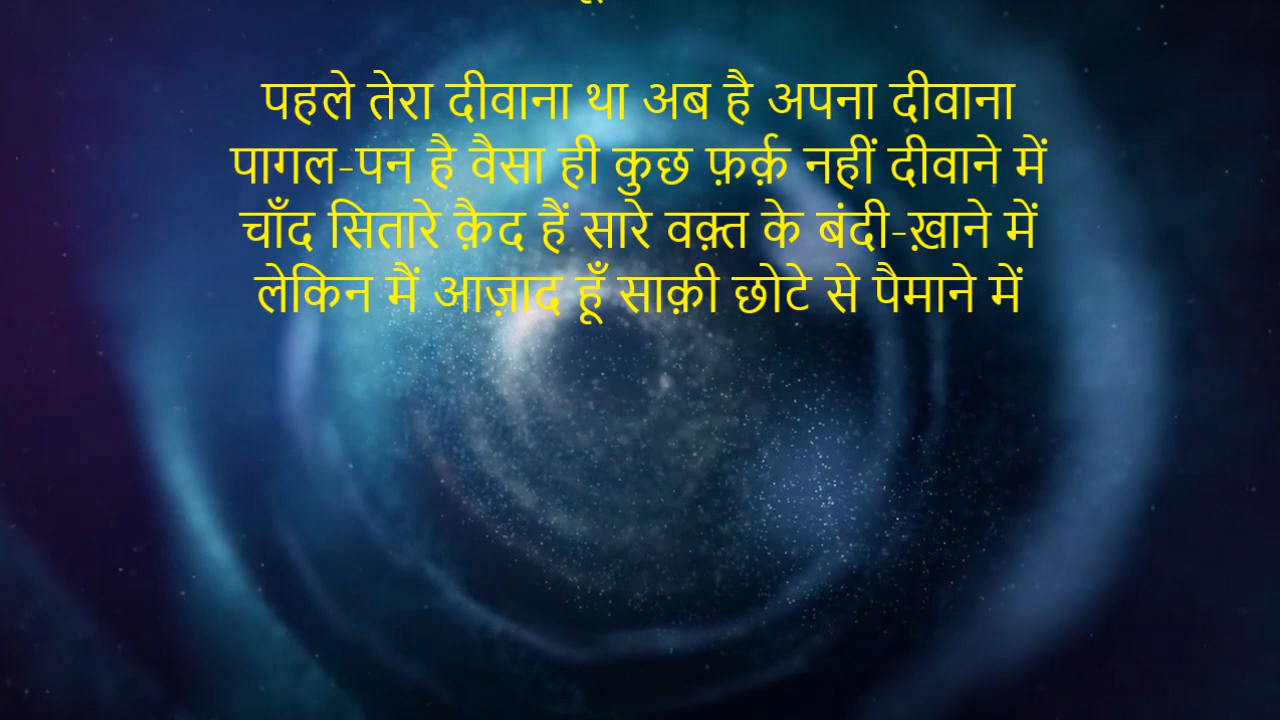 पहले तेरा दीवाना था अब है अपना दीवाना
पागल-पन है वैसा ही कुछ फ़र्क़ नहीं दीवाने में
चाँद सितारे क़ैद हैं सारे वक़्त के बंदी-ख़ाने में
लेकिन मैं आज़ाद हूँ साक़ी छोटे से पैमाने में